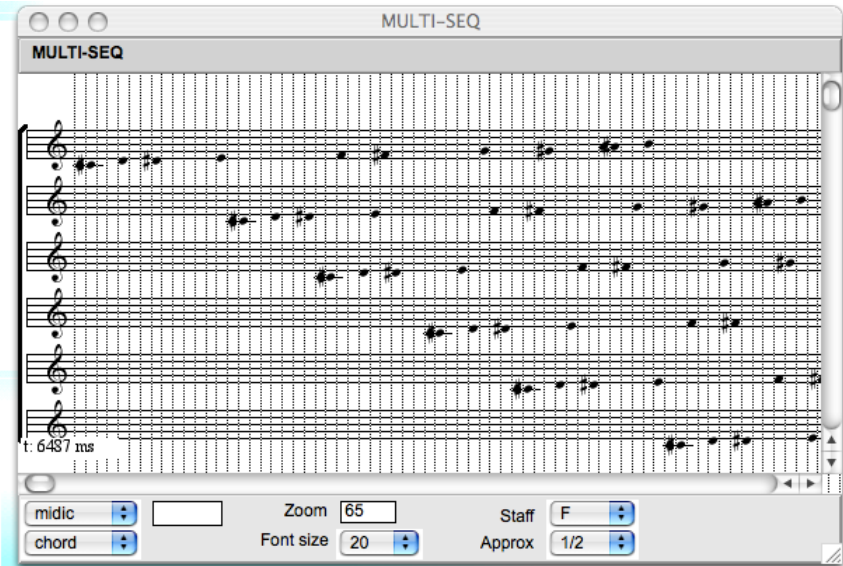 MULTI-SEQ
MULTI-SEQ
t: 6487 ms
midic Zoom 65 Staff F
chord Font size 20 Approx 1/2